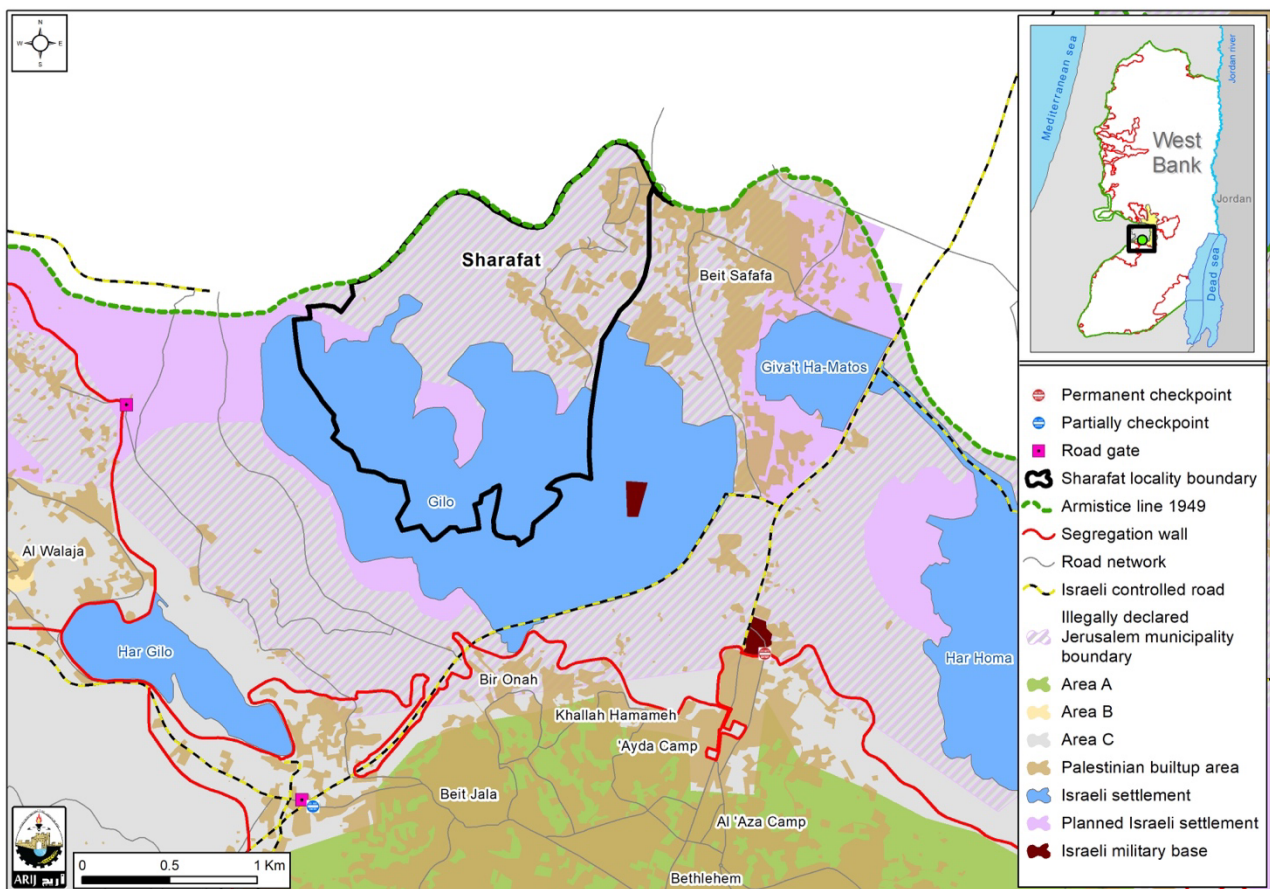 N
W E
S
Sharafat
Beit Safafa
Giva't Ha-Matos
Gilo
Al Walaja
Har Gilo
Har Homa
Bir Onah
Khallah Hamameh
'Ayda Camp
Beit Jala
Al 'Aza Camp
Bethlehem
ARIJ أريج
0 0.5 1 Km
Mediterranean sea
Jordan river
West
Bank
Jordan
Dead sea
Permanent checkpoint
Partially checkpoint
Road gate
Sharafat locality boundary
Armistice line 1949
Segregation wall
Road network
Israeli controlled road
Illegally declared
Jerusalem municipality
boundary
Area A
Area B
Area C
Palestinian builtup area
Israeli settlement
Planned Israeli settlement
Israeli military base